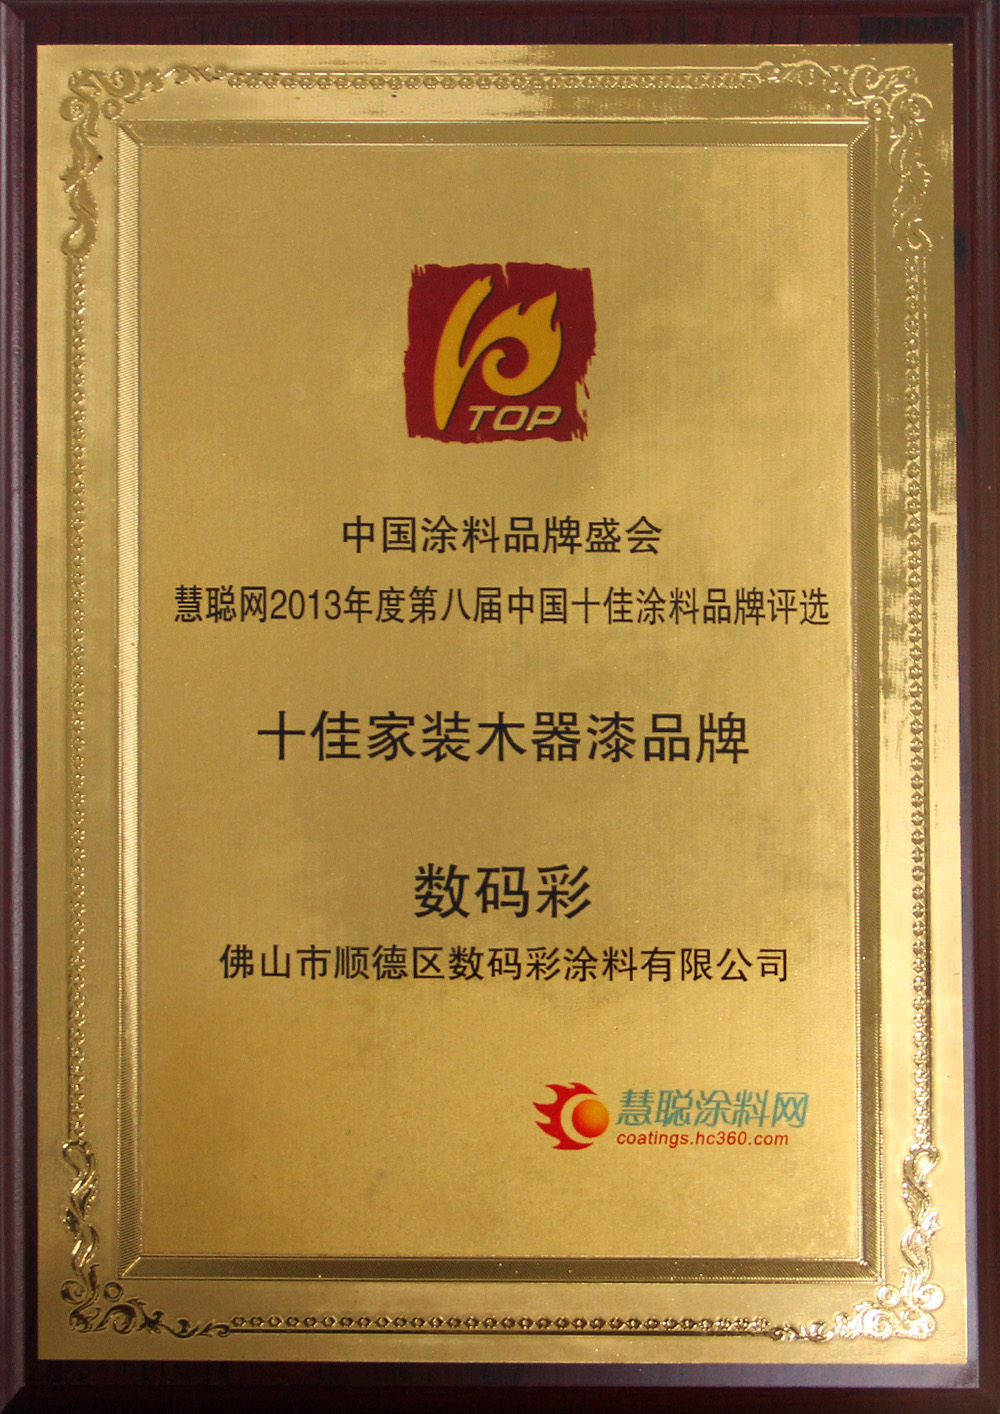 TOP
中国涂料品牌盛会
慧聪网2013年度第八届中国十佳涂料品牌评选
十佳家装木器漆品牌
数码彩
佛山市顺德区数码彩涂料有限公司
慧聪涂料网
coatings.hc360.com